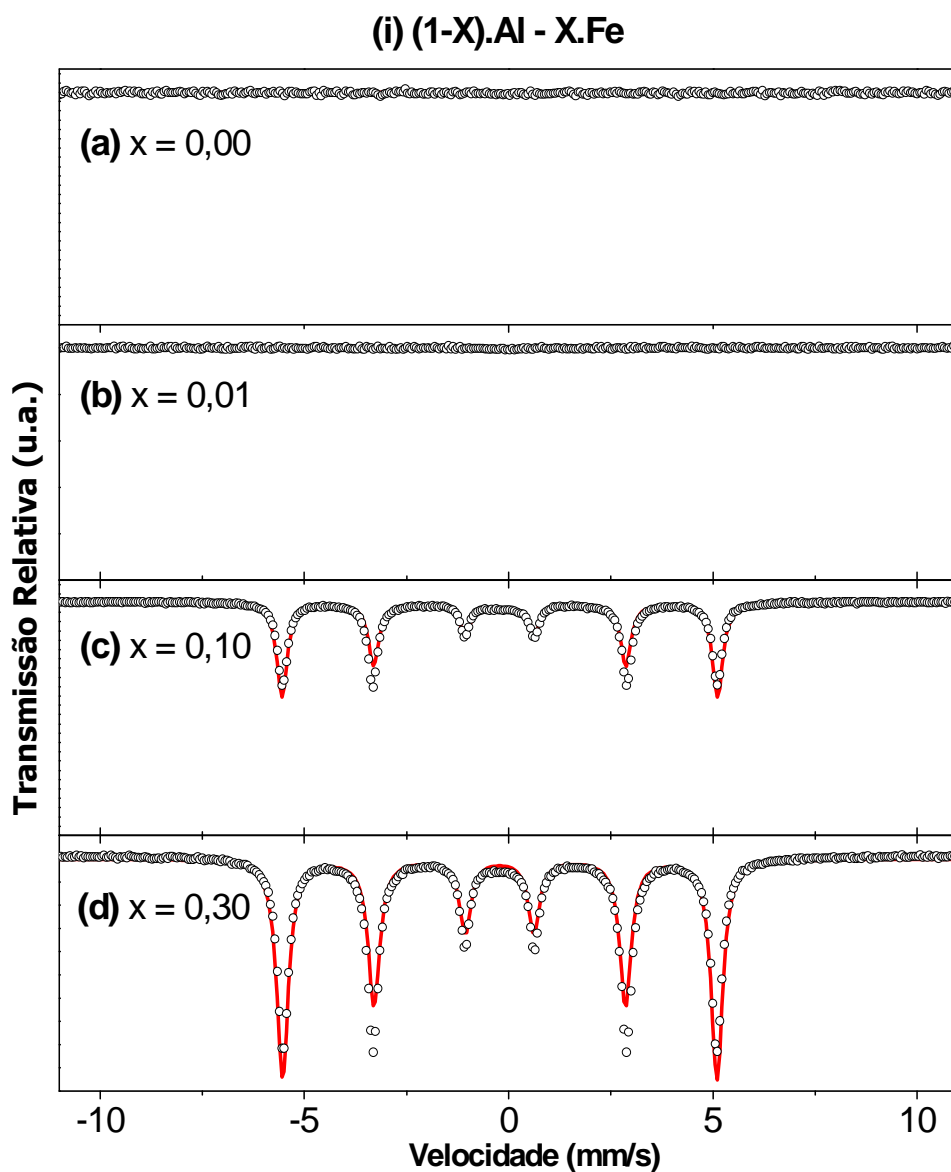 (i) (1-X).Al - X.Fe
(a) x = 0,00
(b) x = 0,01
(c) x = 0,10
(d) x = 0,30
Transmissão Relativa (u.a.)
-10 -5 0 5 10
Velocidade (mm/s)